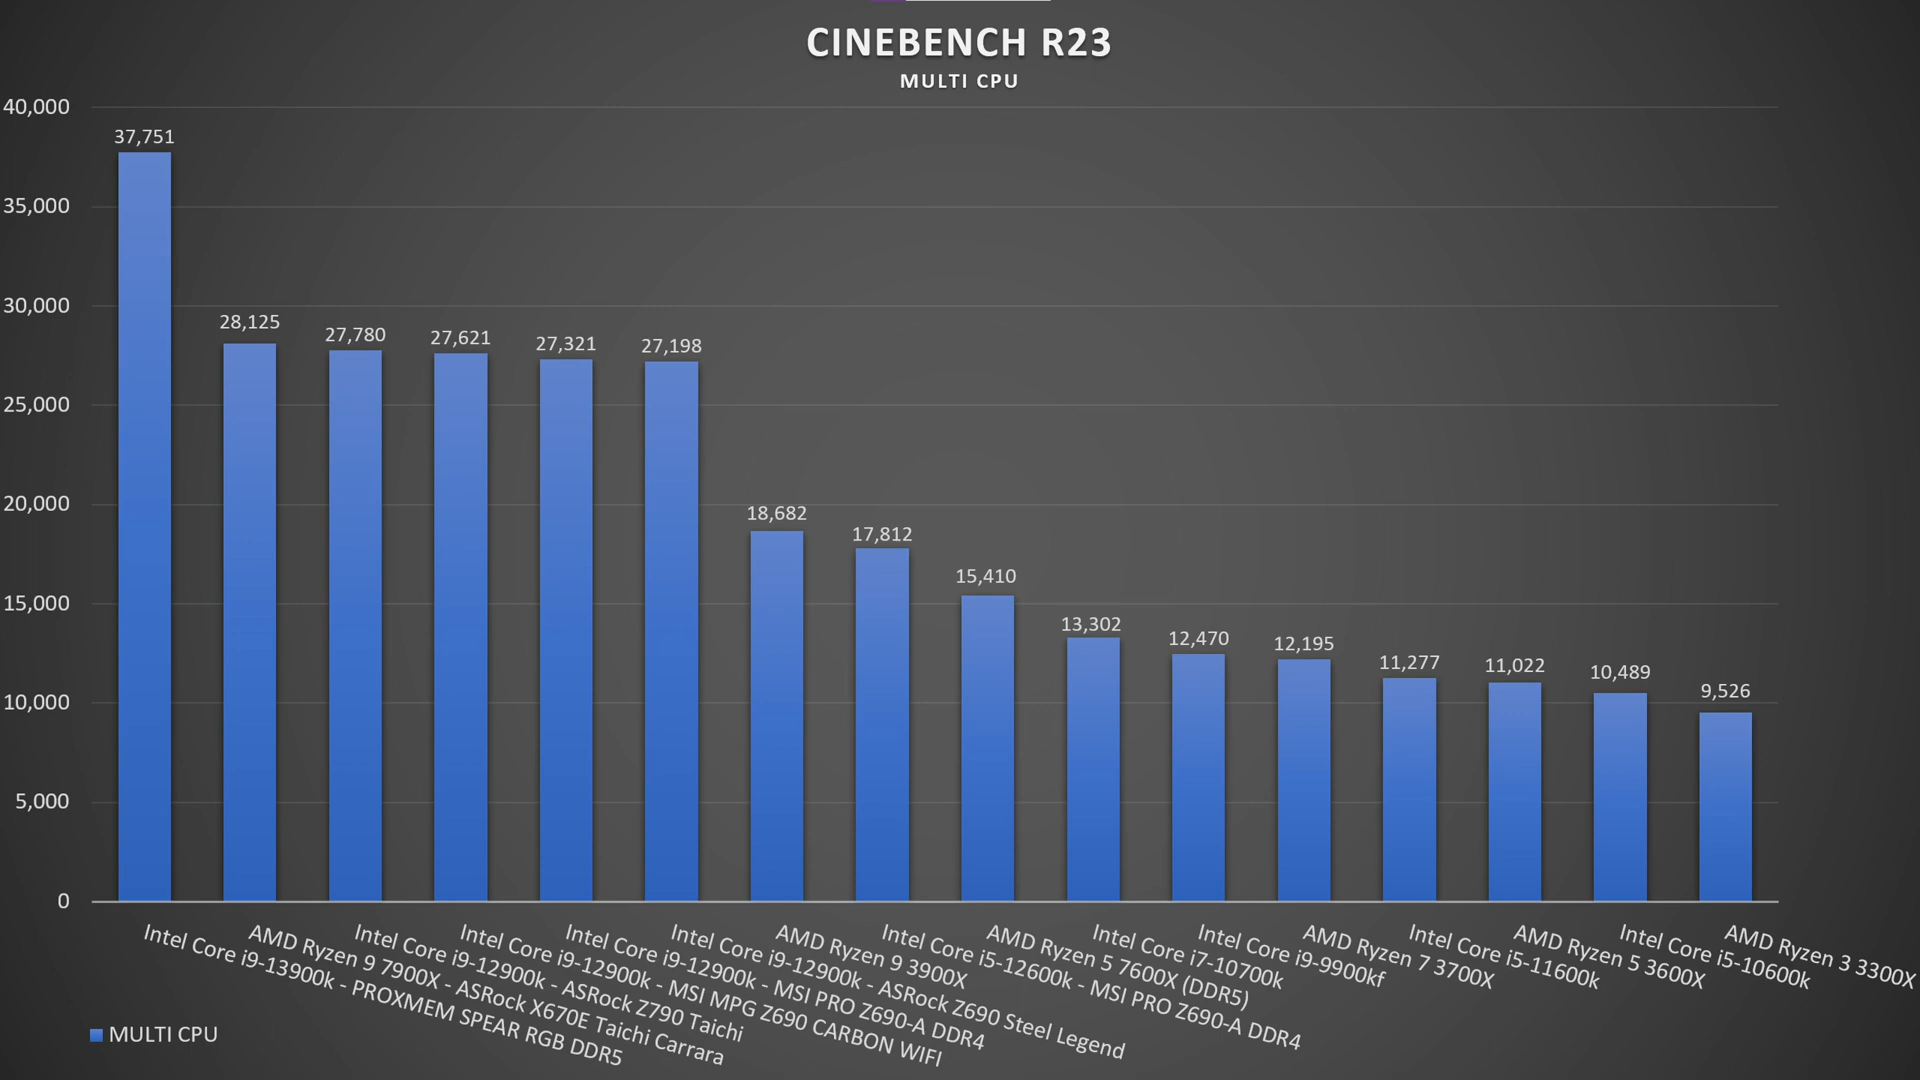 CINEBENCH R23
MULTI CPU
40,000
35,000
30,000
25,000
20,000
15,000
10,000
5,000
0
37,751
28,125
27,780
27,621
27,321
27,198
18,682
17,812
15,410
13,302
12,470
12,195
11,277
11,022
10,489
9,526
Intel Core i9-13900k - PROXMEM SPEAR RGB DDR5
AMD Ryzen 9 7900X - ASRock X670E Taichi Carrara
Intel Core i9-12900k - ASRock Z790 Taichi
Intel Core i9-12900k - MSI MPG Z690 CARBON WIFI
Intel Core i9-12900k - MSI PRO Z690-A DDR4
Intel Core i9-12900k - ASRock Z690 Steel Legend
AMD Ryzen 9 3900X
Intel Core i5-12600k - MSI PRO Z690-A DDR4
AMD Ryzen 5 7600X (DDR5)
Intel Core i7-10700k
Intel Core i9-9900kf
AMD Ryzen 7 3700X
Intel Core i5-11600k
AMD Ryzen 5 3600X
Intel Core i5-10600k
AMD Ryzen 3 3300X
MULTI CPU